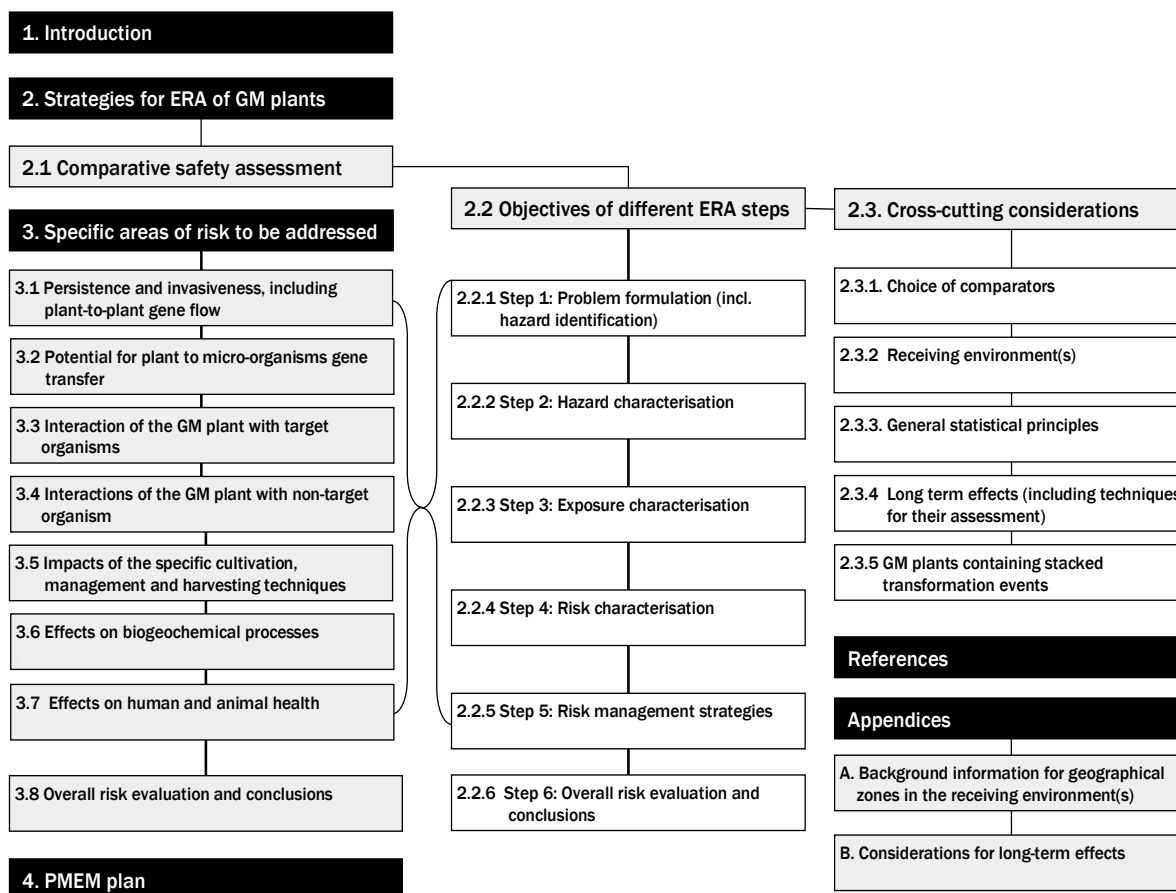 1. Introduction
2. Strategies for ERA of GM plants
2.1 Comparative safety assessment
3. Specific areas of risk to be addressed
3.1 Persistence and invasiveness, including
plant-to-plant gene flow
3.2 Potential for plant to micro-organisms gene
transfer
3.3 Interaction of the GM plant with target
organisms
3.4 Interactions of the GM plant with non-target
organism
3.5 Impacts of the specific cultivation,
management and harvesting techniques
3.6 Effects on biogeochemical processes
3.7 Effects on human and animal health
3.8 Overall risk evaluation and conclusions
4. PMEM plan
2.2 Objectives of different ERA steps
2.2.1 Step 1: Problem formulation (incl.
hazard identification)
2.2.2 Step 2: Hazard characterisation
2.2.3 Step 3: Exposure characterisation
2.2.4 Step 4: Risk characterisation
2.2.5 Step 5: Risk management strategies
2.2.6 Step 6: Overall risk evaluation and
conclusions
2.3. Cross-cutting considerations
2.3.1. Choice of comparators
2.3.2 Receiving environment(s)
2.3.3. General statistical principles
2.3.4 Long term effects (including techniques
for their assessment)
2.3.5 GM plants containing stacked
transformation events
References
Appendices
A. Background information for geographical
zones in the receiving environment(s)
B. Considerations for long-term effects